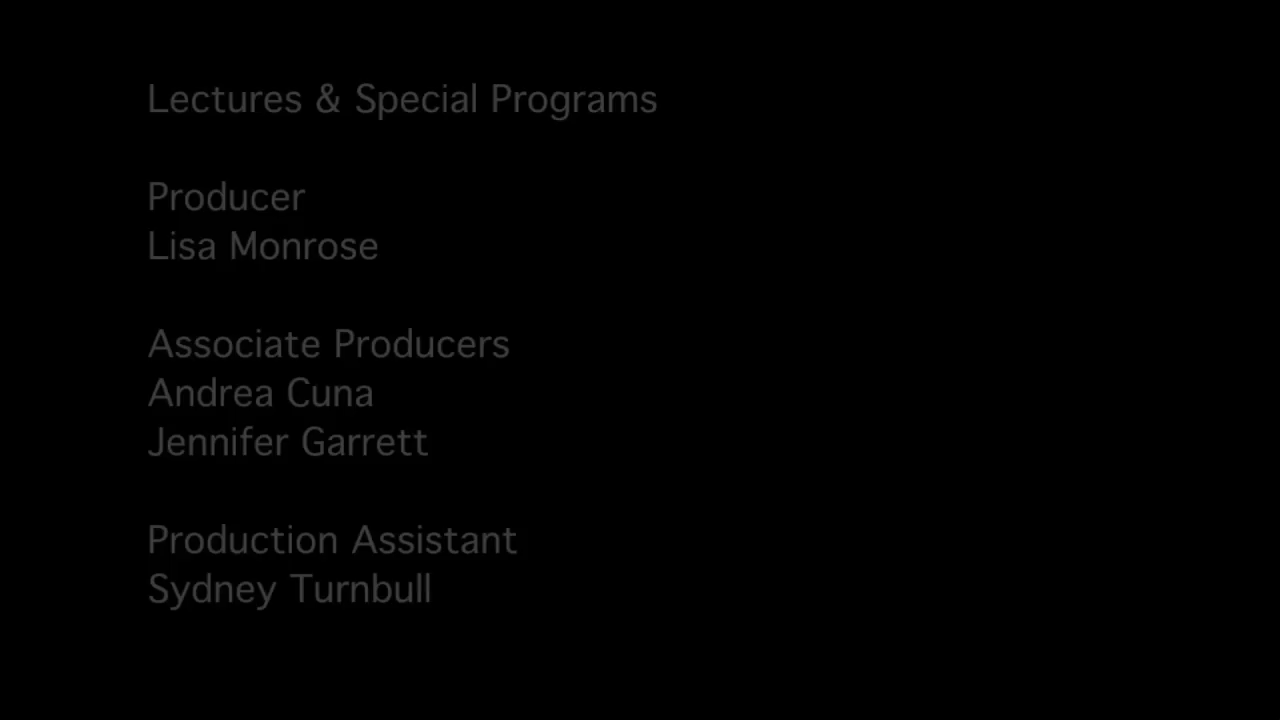 Lectures & Special Programs
Producer
Lisa Monrose
Associate Producers
Andrea Cuna
Jennifer Garrett
Production Assistant
Sydney Turnbull